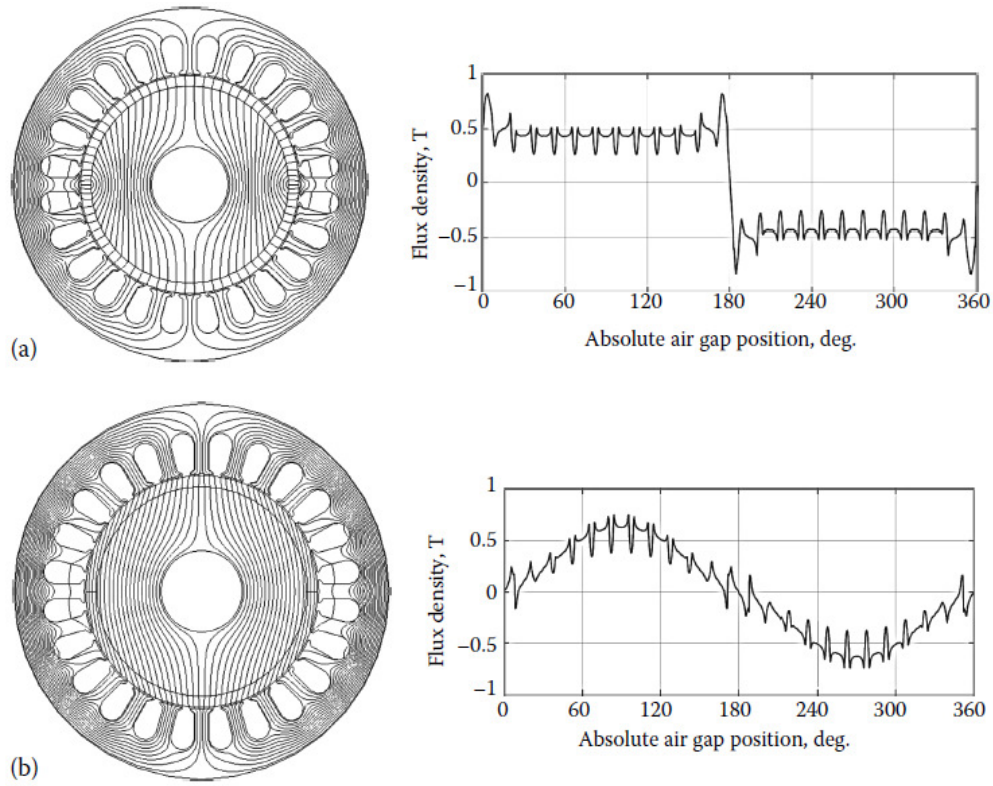 1
0.5
0
−0.5
−1
Flux density, T
0 60 120 180 240 300 360
Absolute air gap position, deg.
(a)
1
0.5
0
−0.5
−1
Flux density, T
0 60 120 180 240 300 360
Absolute air gap position, deg.
(b)